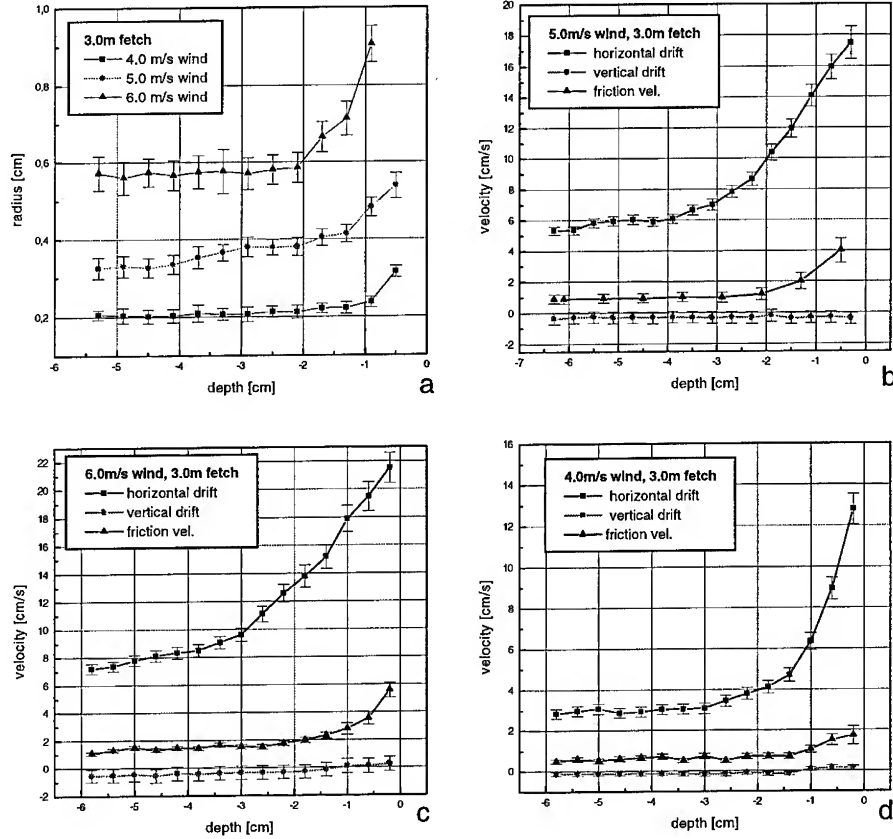 3.0m fetch
4.0 m/s wind
5.0 m/s wind
6.0 m/s wind
1,0
0,8
0,6
0,4
0,2
radius [cm]
-6 -5 -4 -3 -2 -1 0
depth [cm]
a
5.0m/s wind, 3.0m fetch
horizontal drift
vertical drift
friction vel.
20
18
16
14
12
10
8
6
4
2
0
-2
velocity [cm/s]
-7 -6 -5 -4 -3 -2 -1 0
depth [cm]
b
6.0m/s wind, 3.0m fetch
horizontal drift
vertical drift
friction vel.
22
20
18
16
14
12
10
8
6
4
2
0
-2
velocity [cm/s]
-6 -5 -4 -3 -2 -1 0
depth [cm]
c
4.0m/s wind, 3.0m fetch
horizontal drift
vertical drift
friction vel.
16
14
12
10
8
6
4
2
0
velocity [cm/s]
-6 -5 -4 -3 -2 -1 0
depth [cm]
d